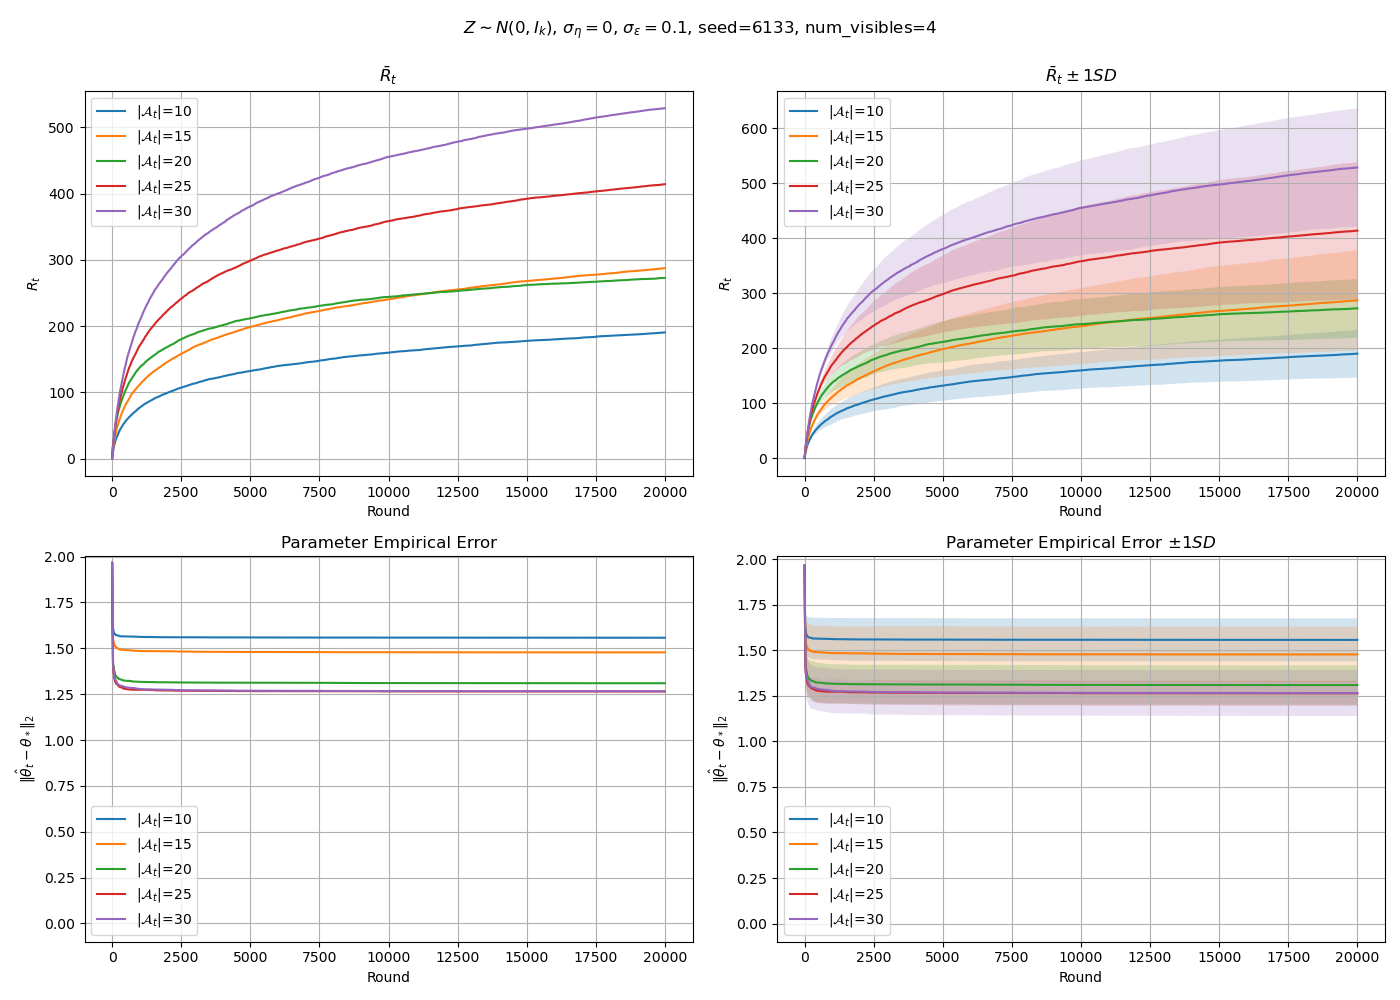 Z ∼ N(0, I_k), σ_η = 0, σ_ε = 0.1, seed=6133, num_visibles=4
R̄_t
R_t
500
400
300
200
100
0
|𝒜_t|=10
|𝒜_t|=15
|𝒜_t|=20
|𝒜_t|=25
|𝒜_t|=30
0 2500 5000 7500 10000 12500 15000 17500 20000
Round
R̄_t ± 1SD
R_t
600
500
400
300
200
100
0
|𝒜_t|=10
|𝒜_t|=15
|𝒜_t|=20
|𝒜_t|=25
|𝒜_t|=30
0 2500 5000 7500 10000 12500 15000 17500 20000
Round
Parameter Empirical Error
‖θ̂_t − θ_*‖_2
2.00
1.75
1.50
1.25
1.00
0.75
0.50
0.25
0.00
|𝒜_t|=10
|𝒜_t|=15
|𝒜_t|=20
|𝒜_t|=25
|𝒜_t|=30
0 2500 5000 7500 10000 12500 15000 17500 20000
Round
Parameter Empirical Error ±1SD
‖θ̂_t − θ_*‖_2
2.00
1.75
1.50
1.25
1.00
0.75
0.50
0.25
0.00
|𝒜_t|=10
|𝒜_t|=15
|𝒜_t|=20
|𝒜_t|=25
|𝒜_t|=30
0 2500 5000 7500 10000 12500 15000 17500 20000
Round